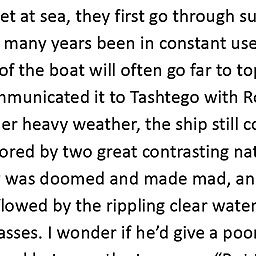 et at sea, they first go through su
many years been in constant use
of the boat will often go far to top
mmunicated it to Tashtego with Ro
er heavy weather, the ship still co
ored by two great contrasting nat
was doomed and made mad, an
lowed by the rippling clear water
asses. I wonder if he'd give a poor